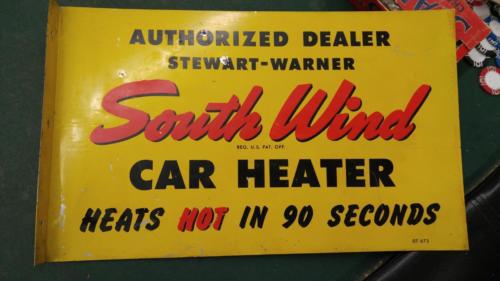 AUTHORIZED DEALER
STEWART-WARNER
South Wind
REG. U.S. PAT. OFF.
CAR HEATER
HEATS HOT IN 90 SECONDS